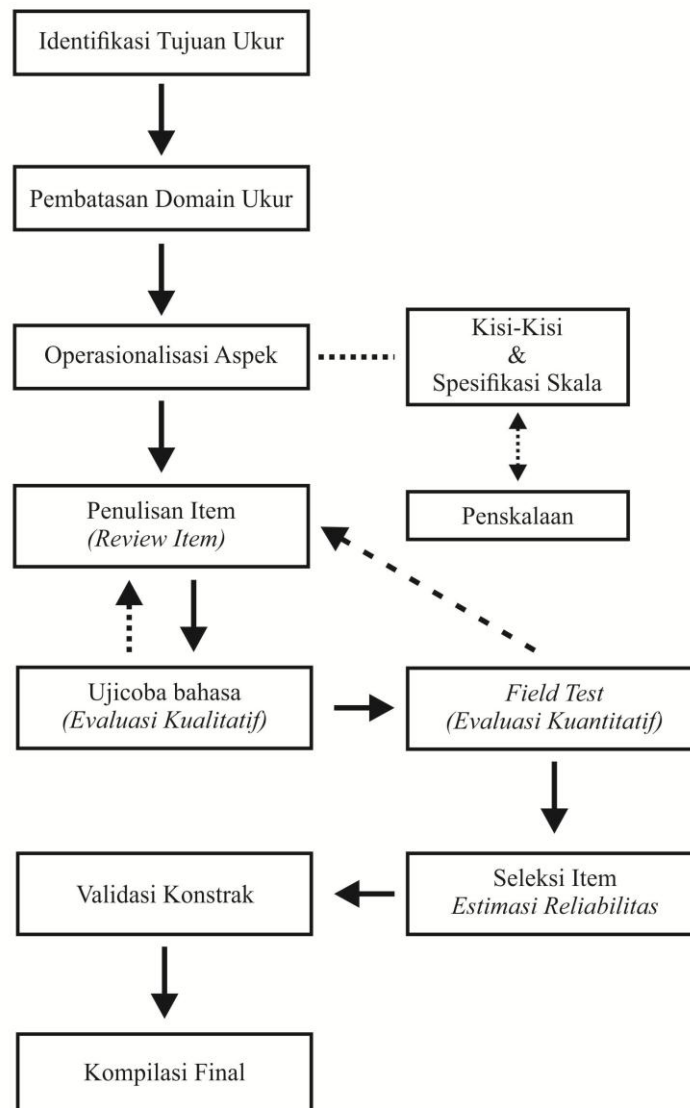 Identifikasi Tujuan Ukur
Pembatasan Domain Ukur
Operasionalisasi Aspek
Kisi-Kisi
&
Spesifikasi Skala
Penulisan Item
(Review Item)
Penskalaan
Ujicoba bahasa
(Evaluasi Kualitatif)
Field Test
(Evaluasi Kuantitatif)
Validasi Konstrak
Seleksi Item
Estimasi Reliabilitas
Kompilasi Final